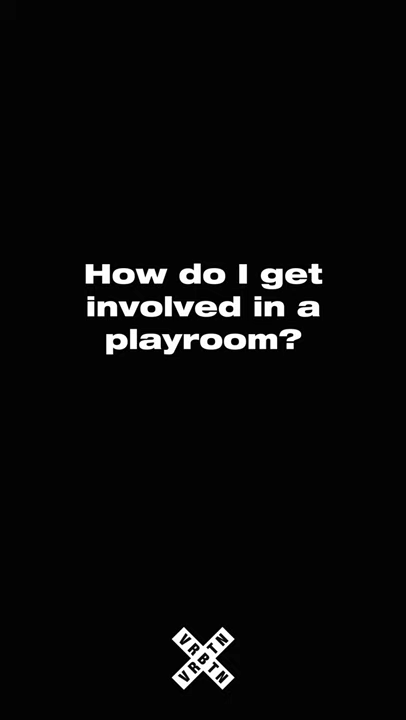 How do I get
involved in a
playroom?
VRBTN
VRBTN